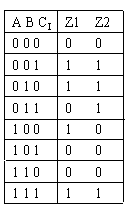 A B CI Z1 Z2
0 0 0 0 0
0 0 1 1 1
0 1 0 1 1
0 1 1 0 1
1 0 0 1 0
1 0 1 0 0
1 1 0 0 0
1 1 1 1 1